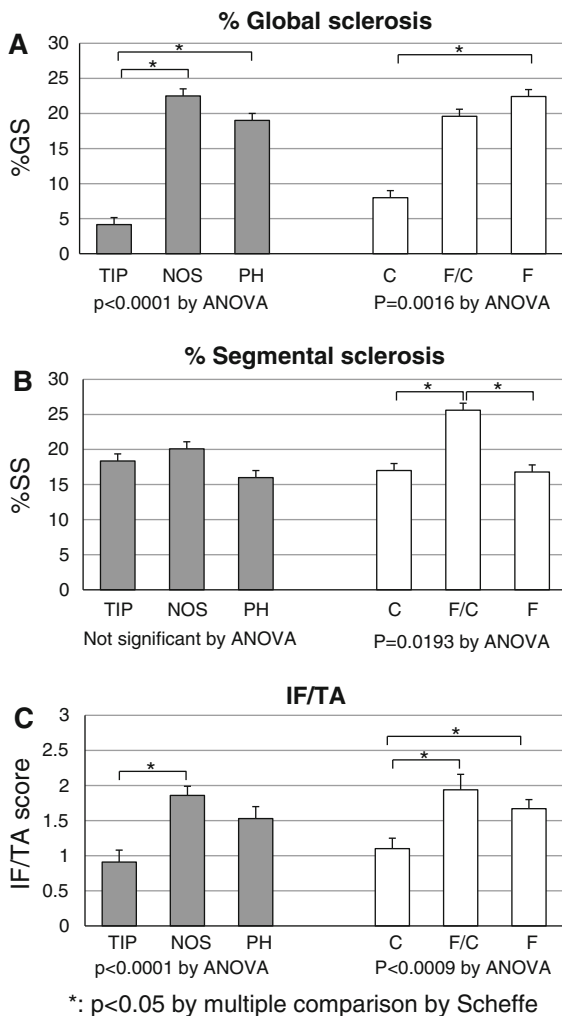 % Global sclerosis
A
30
25
20
15
10
5
0
%GS
* * *
TIP NOS PH C F/C F
p<0.0001 by ANOVA P=0.0016 by ANOVA
% Segmental sclerosis
B
30
25
20
15
10
5
0
%SS
* *
TIP NOS PH C F/C F
Not significant by ANOVA P=0.0193 by ANOVA
IF/TA
C
3
2.5
2
1.5
1
0.5
0
IF/TA score
* * *
TIP NOS PH C F/C F
p<0.0001 by ANOVA P<0.0009 by ANOVA
*: p<0.05 by multiple comparison by Scheffe